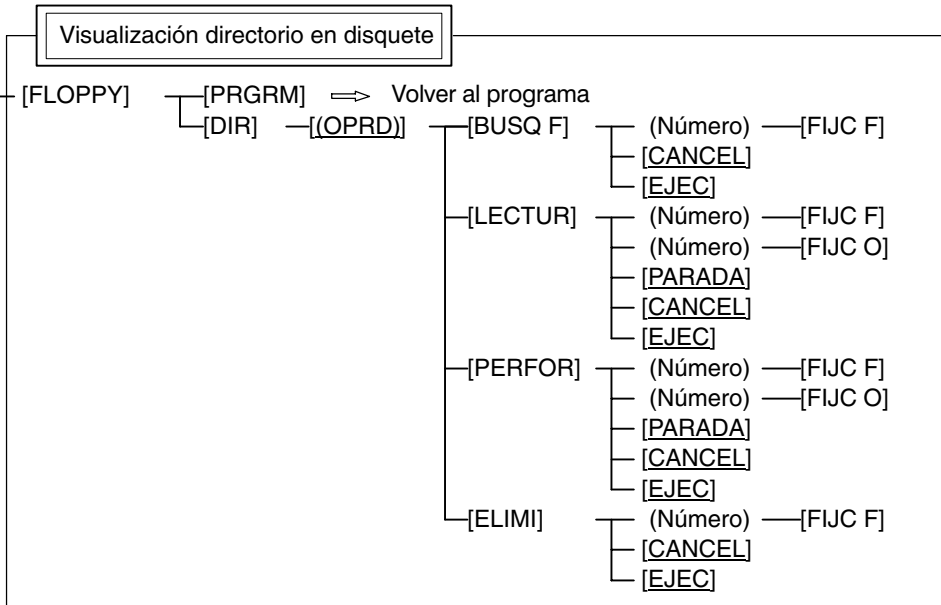 Visualización directorio en disquete
[FLOPPY] [PRGRM] Volver al programa
[DIR] [(OPRD)] [BUSQ F] (Número) [FIJC F]
[CANCEL]
[EJEC]
[LECTUR] (Número) [FIJC F]
(Número) [FIJC O]
[PARADA]
[CANCEL]
[EJEC]
[PERFOR] (Número) [FIJC F]
(Número) [FIJC O]
[PARADA]
[CANCEL]
[EJEC]
[ELIMI] (Número) [FIJC F]
[CANCEL]
[EJEC]